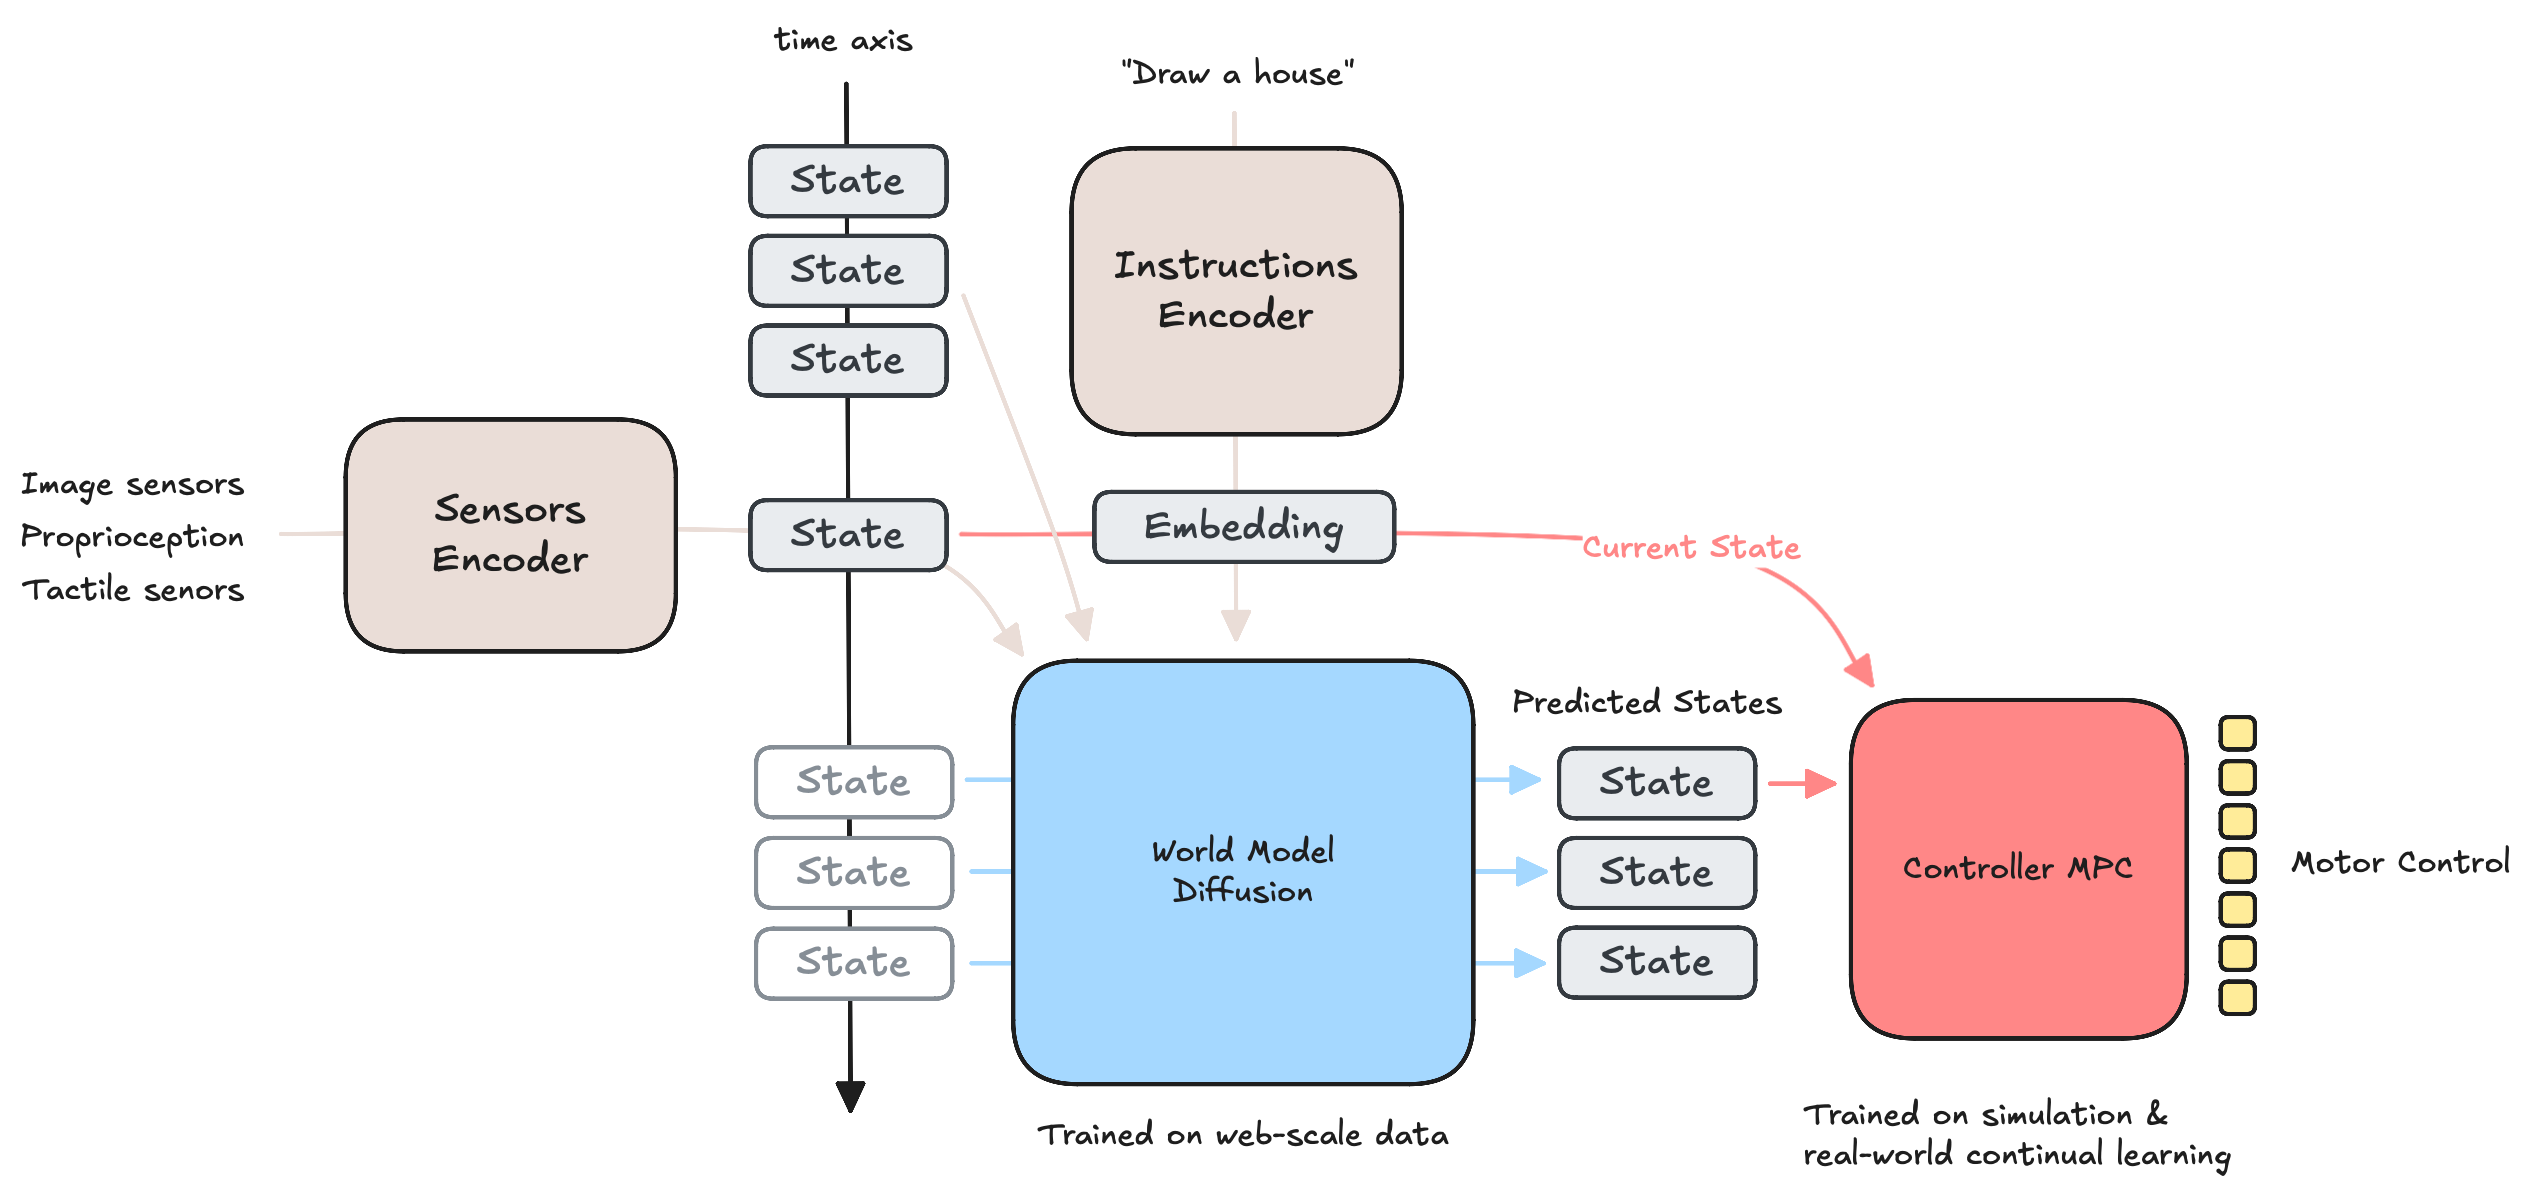 time axis
"Draw a house"
State
State
State
Instructions
Encoder
Image sensors
Proprioception
Tactile senors
Sensors
Encoder
State
Embedding
Current State
Predicted States
State
State
State
World Model
Diffusion
State
State
State
Controller MPC
Motor Control
Trained on web-scale data
Trained on simulation &
real-world continual learning